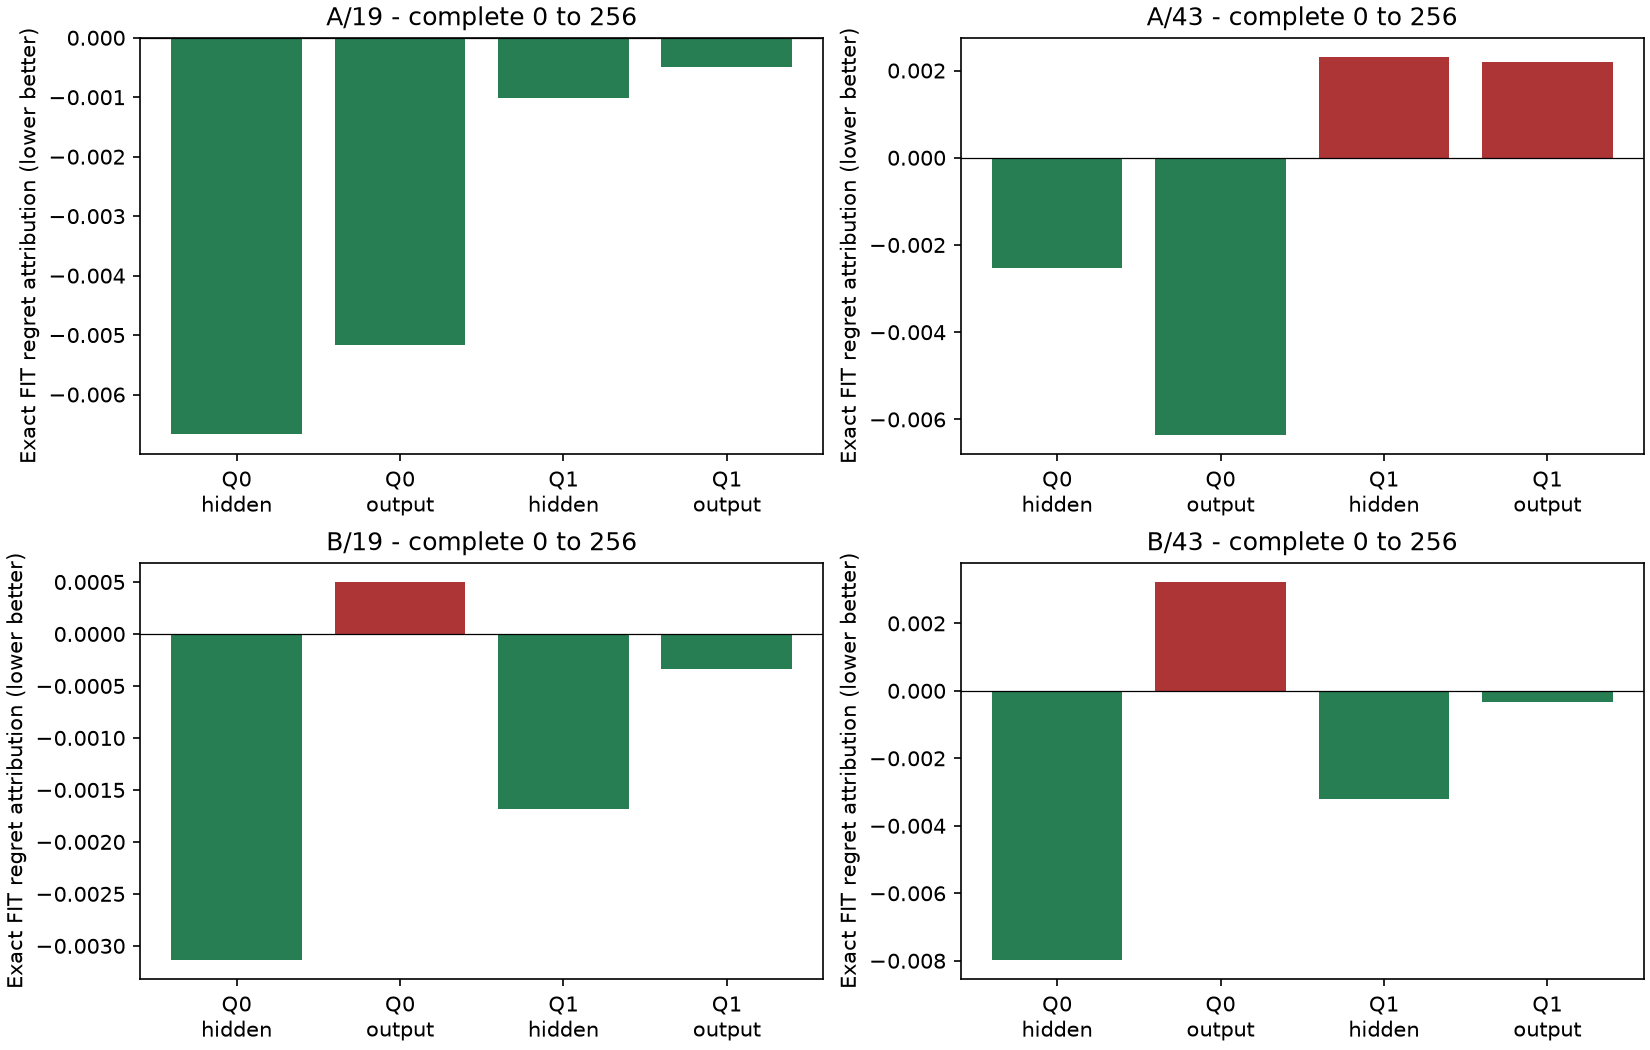 A/19 - complete 0 to 256
Exact FIT regret attribution (lower better)
0.000
−0.001
−0.002
−0.003
−0.004
−0.005
−0.006
Q0 hidden
Q0 output
Q1 hidden
Q1 output
A/43 - complete 0 to 256
Exact FIT regret attribution (lower better)
0.002
0.000
−0.002
−0.004
−0.006
Q0 hidden
Q0 output
Q1 hidden
Q1 output
B/19 - complete 0 to 256
Exact FIT regret attribution (lower better)
0.0005
0.0000
−0.0005
−0.0010
−0.0015
−0.0020
−0.0025
−0.0030
Q0 hidden
Q0 output
Q1 hidden
Q1 output
B/43 - complete 0 to 256
Exact FIT regret attribution (lower better)
0.002
0.000
−0.002
−0.004
−0.006
−0.008
Q0 hidden
Q0 output
Q1 hidden
Q1 output